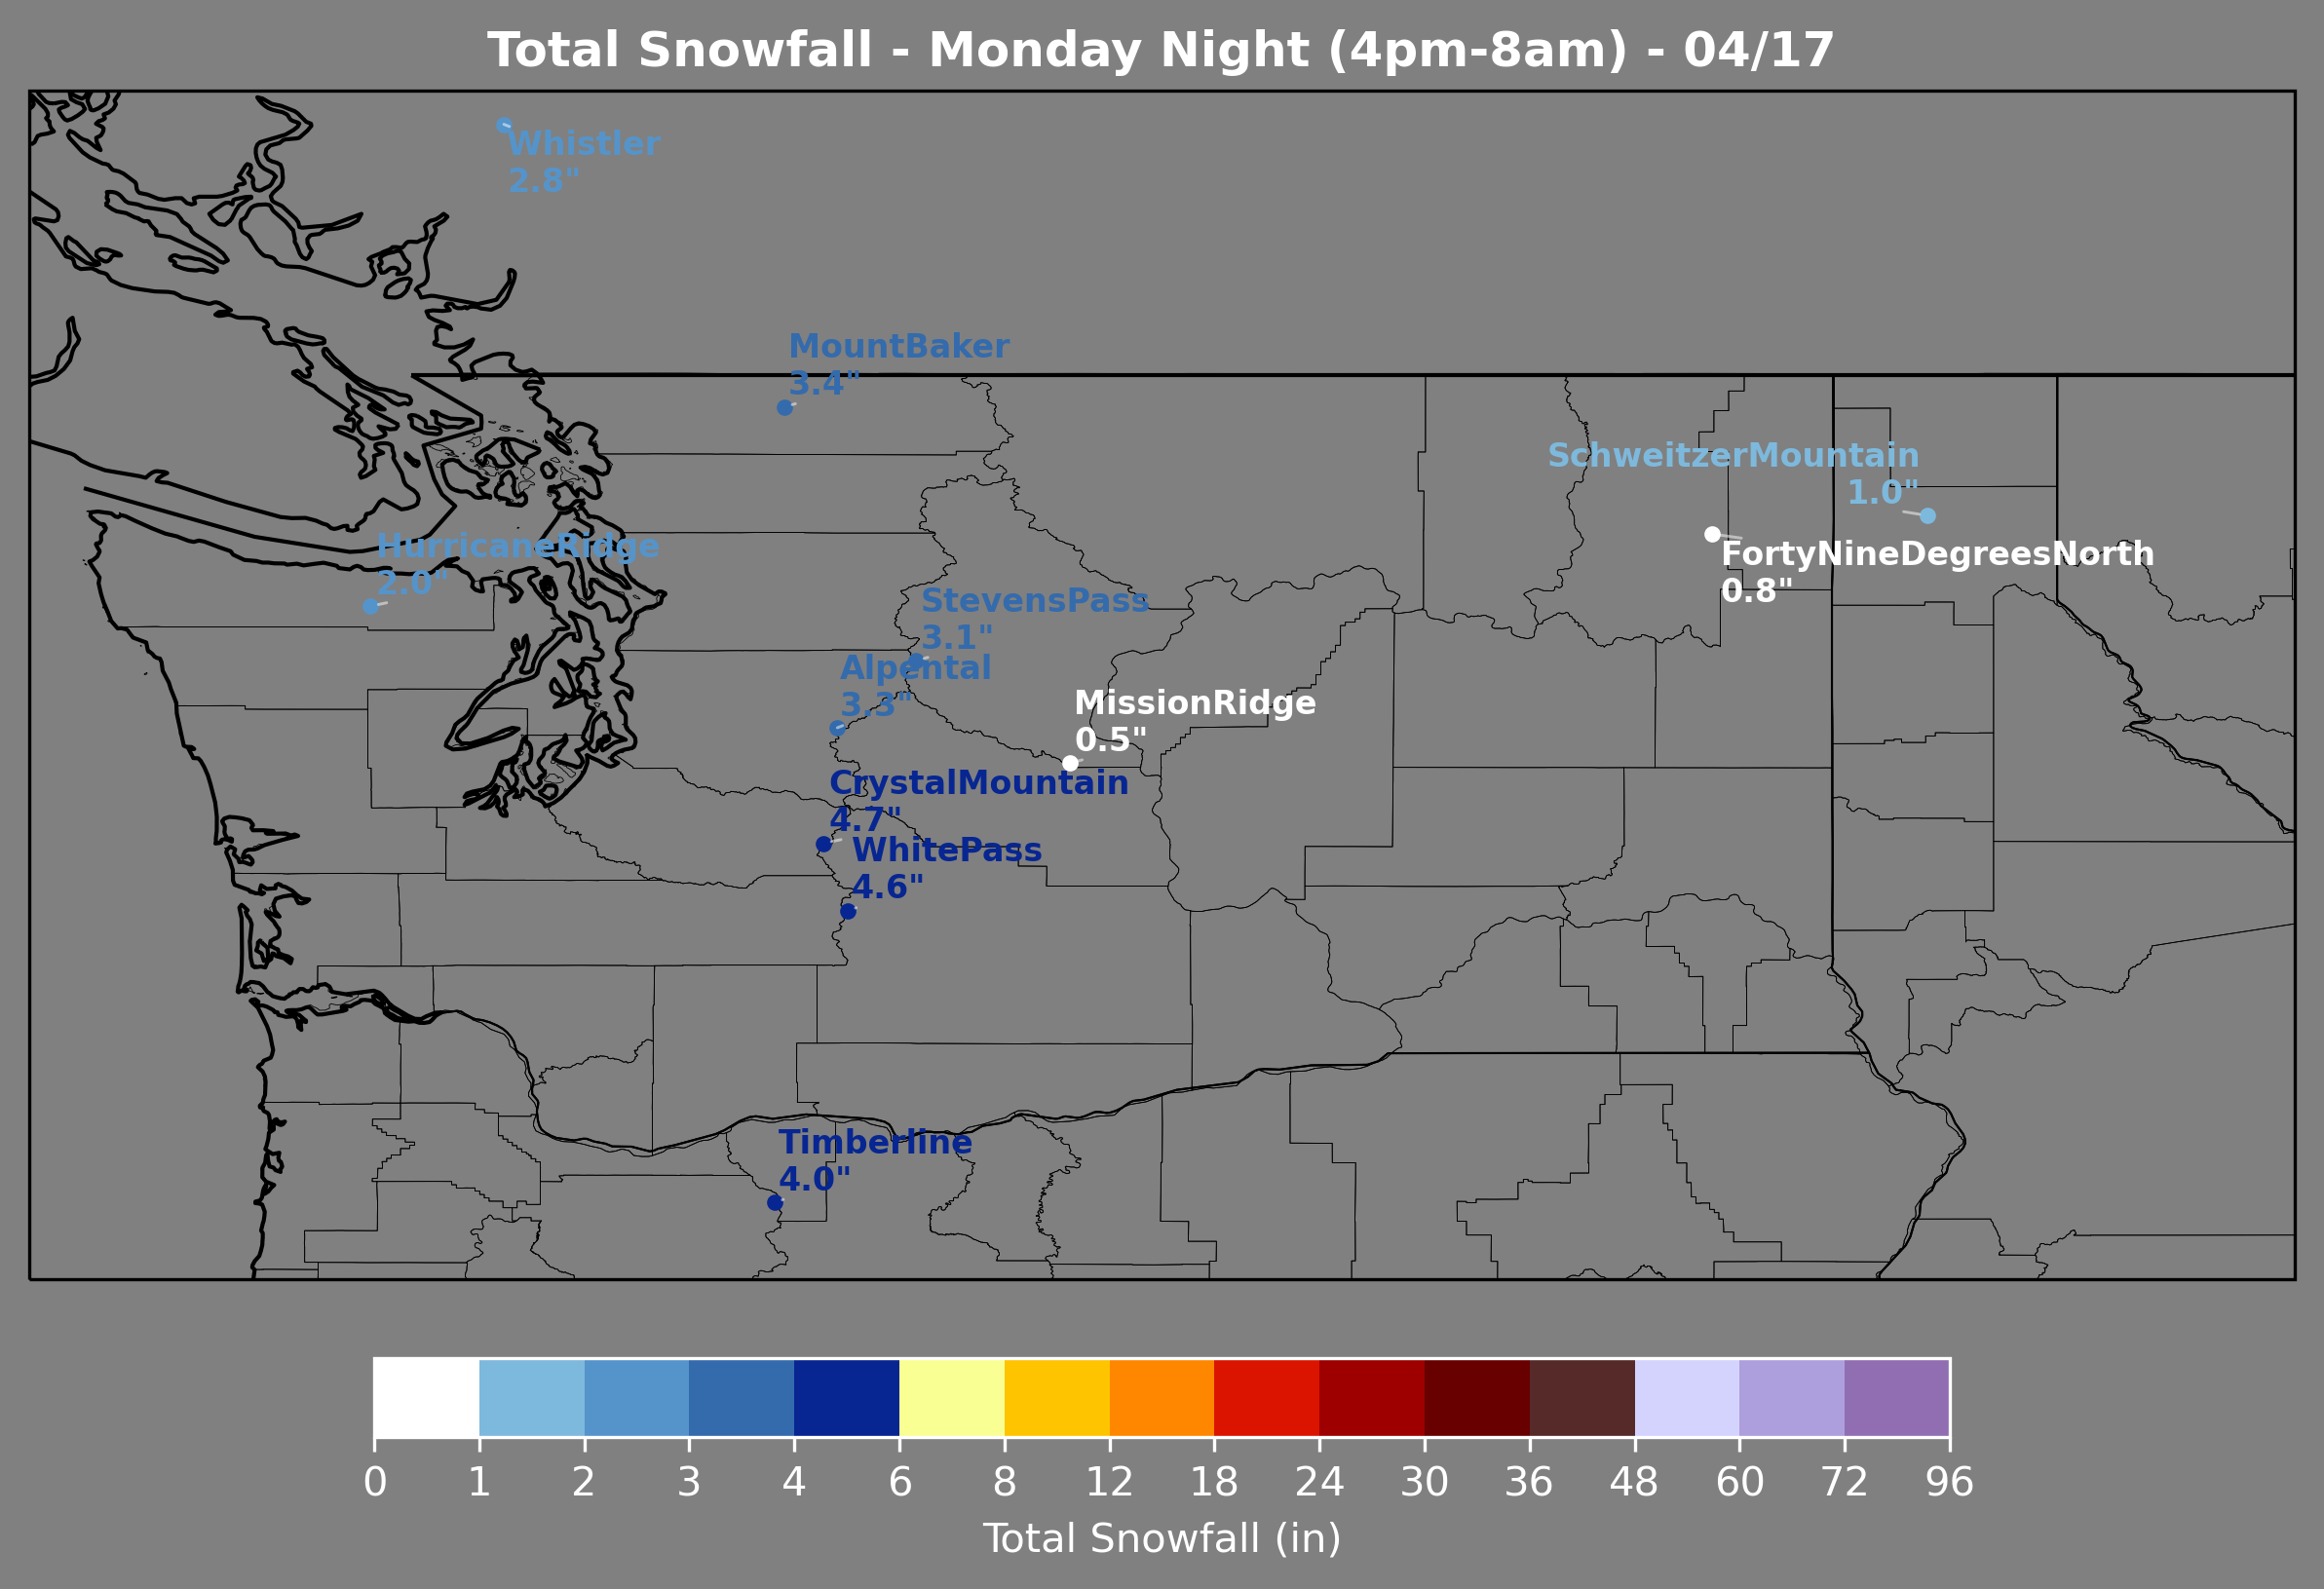 Total Snowfall - Monday Night (4pm-8am) - 04/17
Whistler
2.8"
MountBaker
3.4"
SchweitzerMountain
1.0"
HurricaneRidge
2.0"
FortyNineDegreesNorth
0.8"
StevensPass
3.1"
Alpental
3.3"
MissionRidge
0.5"
CrystalMountain
4.7"
WhitePass
4.6"
Timberline
4.0"
0 1 2 3 4 6 8 12 18 24 30 36 48 60 72 96
Total Snowfall (in)